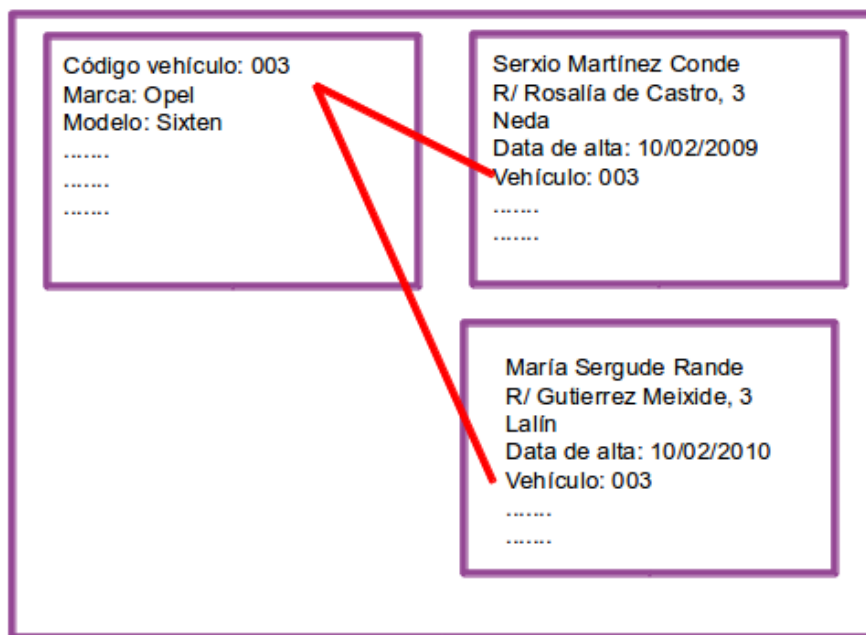 Código vehículo: 003
Marca: Opel
Modelo: Sixten
.......
.......
.......
Serxio Martínez Conde
R/ Rosalía de Castro, 3
Neda
Data de alta: 10/02/2009
Vehículo: 003
.......
.......
María Sergude Rande
R/ Gutierrez Meixide, 3
Lalín
Data de alta: 10/02/2010
Vehículo: 003
.......
.......